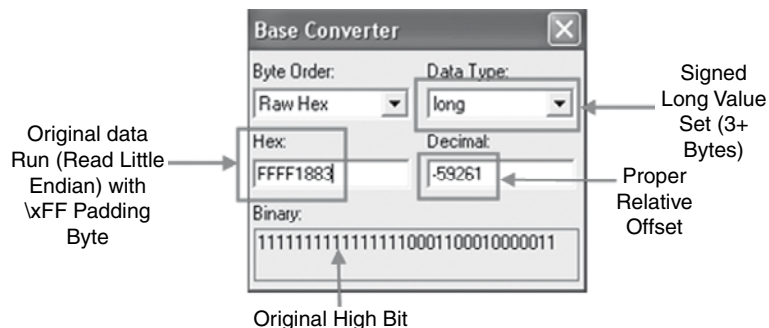 Base Converter
Byte Order:
Data Type:
Raw Hex
long
Hex:
Decimal:
FFFF1883
-59261
Binary:
11111111111111110001100010000011
Original data
Run (Read Little
Endian) with
\xFF Padding
Byte
Signed
Long Value
Set (3+
Bytes)
Proper
Relative
Offset
Original High Bit